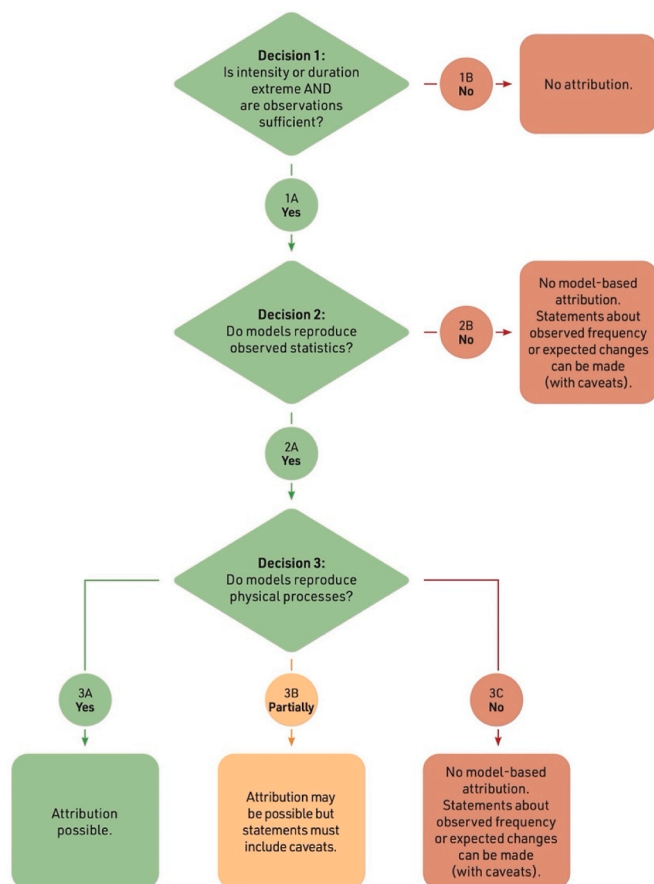 Decision 1:
Is intensity or duration
extreme AND
are observations
sufficient?
1B
No
No attribution.
1A
Yes
Decision 2:
Do models reproduce
observed statistics?
2B
No
No model-based
attribution.
Statements about
observed frequency
or expected changes
can be made
(with caveats).
2A
Yes
Decision 3:
Do models reproduce
physical processes?
3A
Yes
3B
Partially
3C
No
Attribution
possible.
Attribution may
be possible but
statements must
include caveats.
No model-based
attribution.
Statements about
observed frequency
or expected changes
can be made
(with caveats).